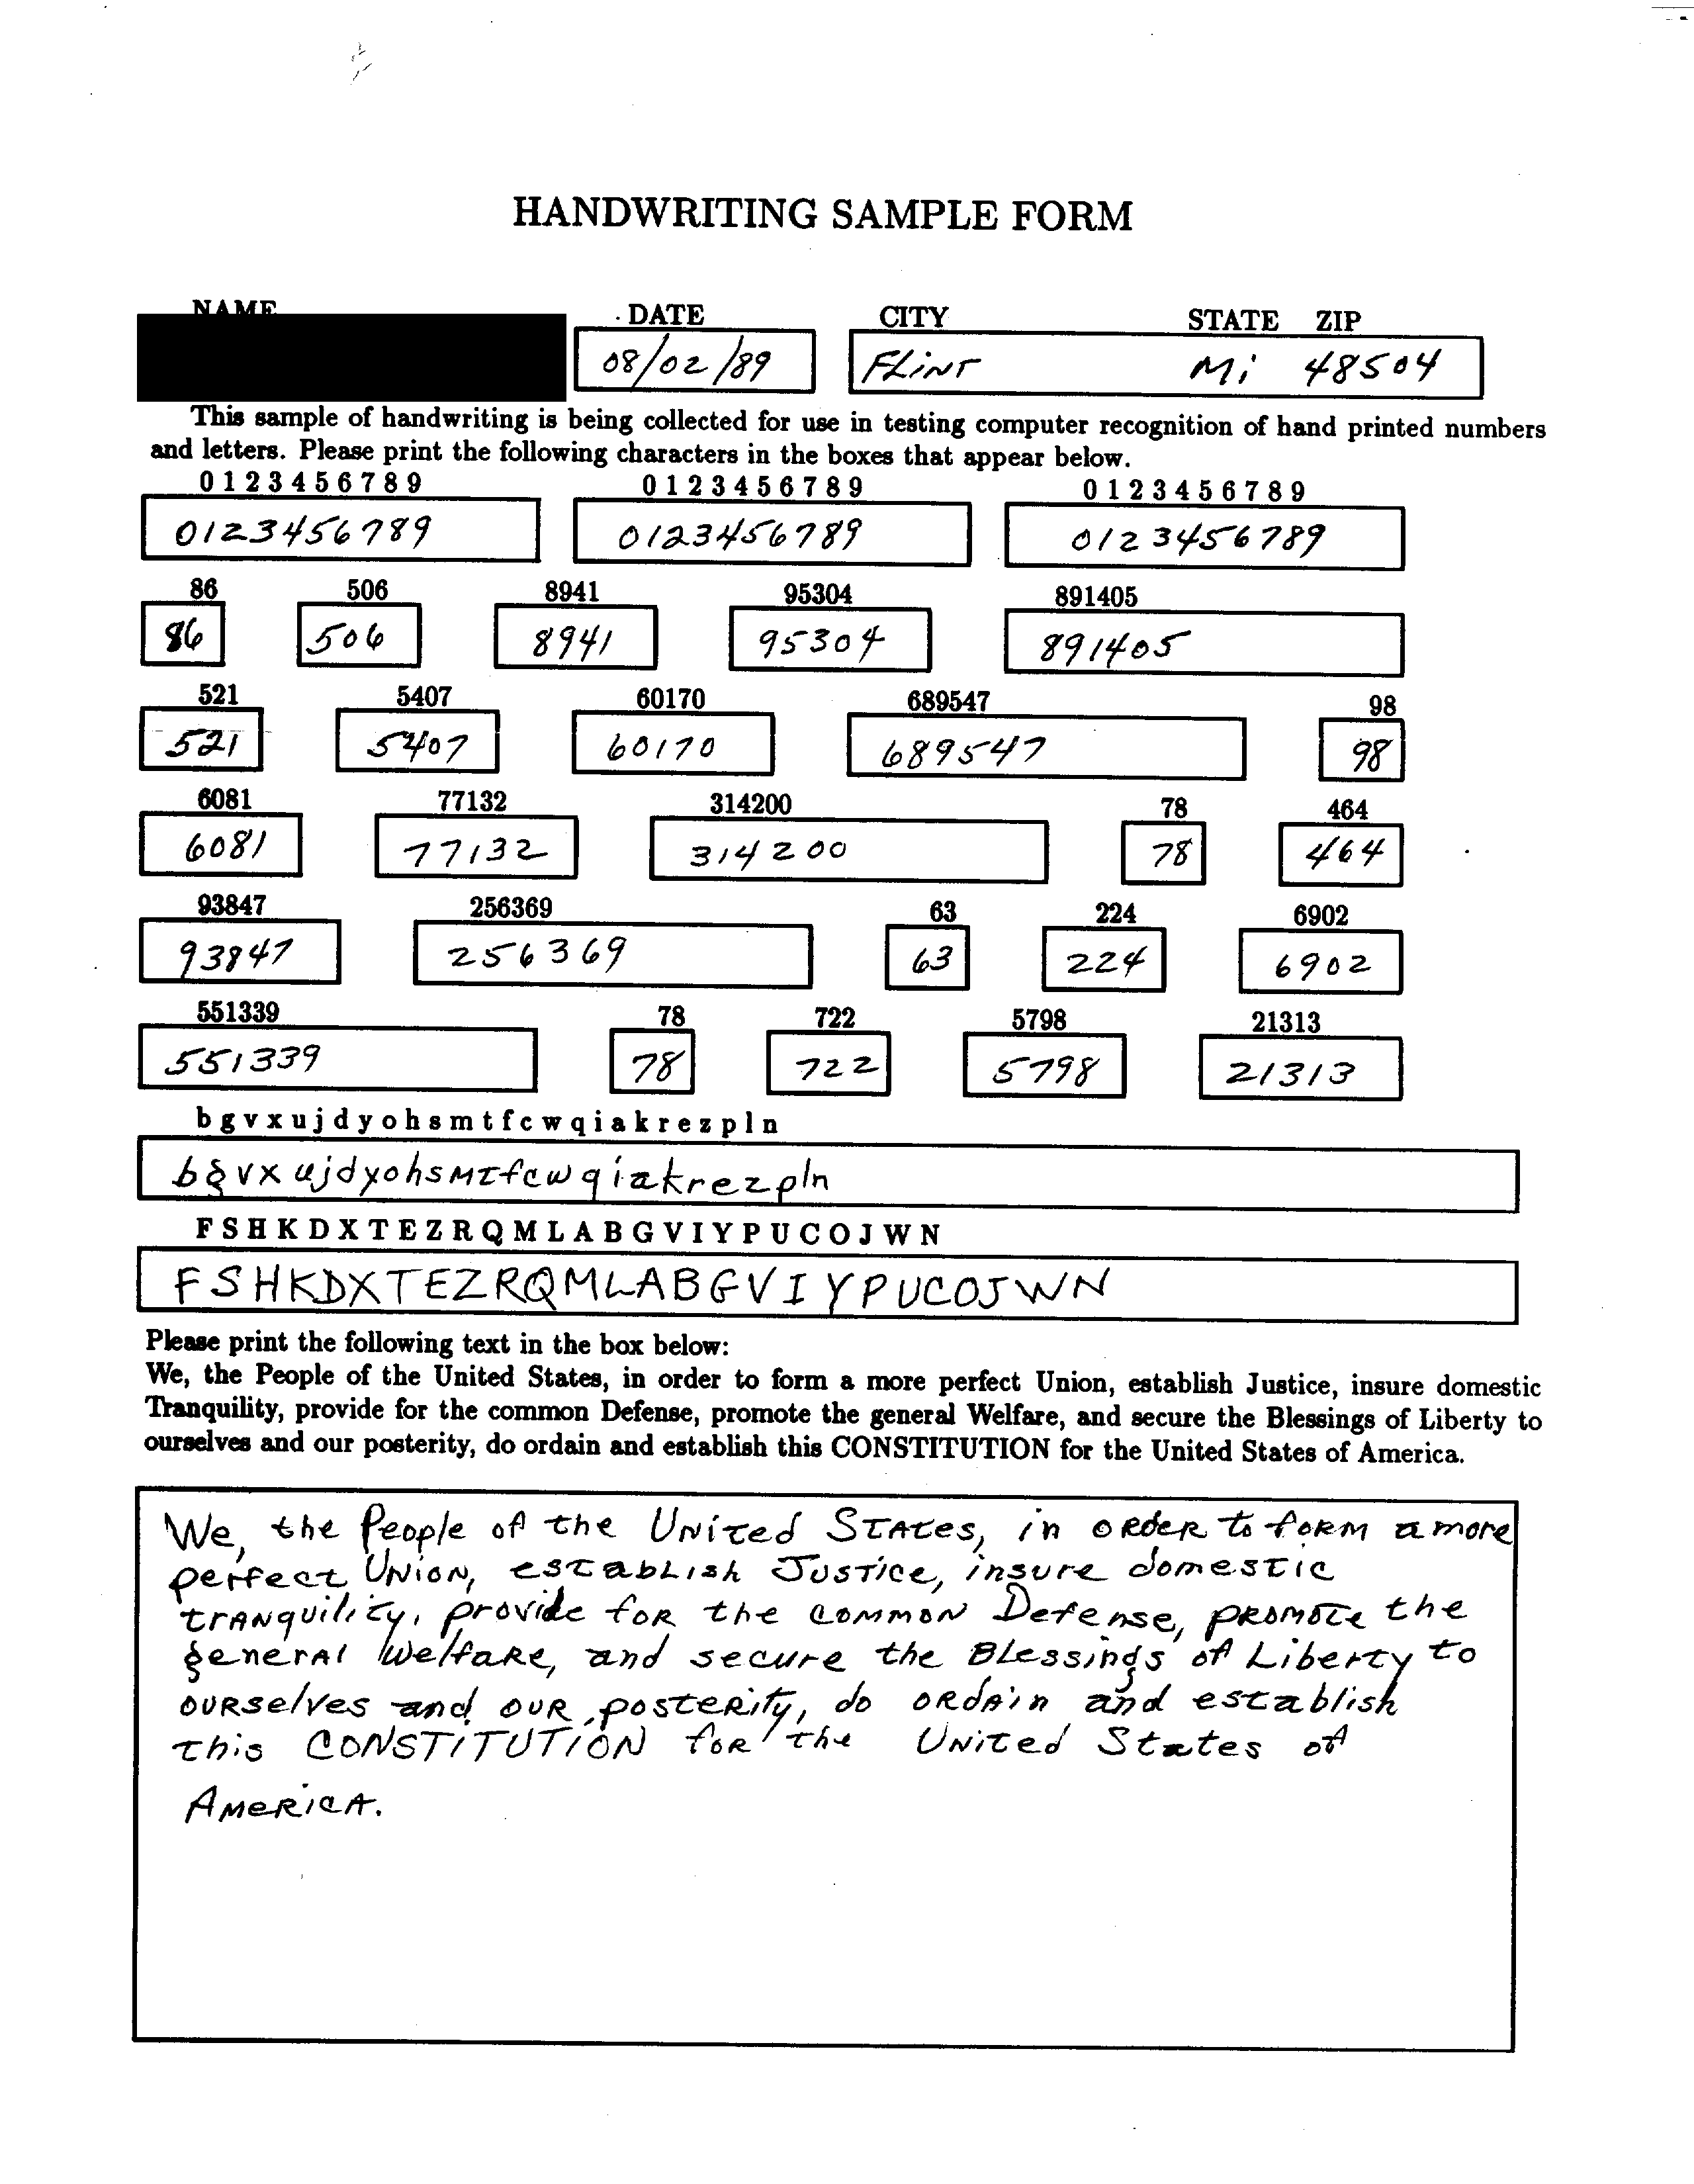 HANDWRITING SAMPLE FORM
NAME DATE CITY STATE ZIP
08/02/89 FLiNT Mi 48504
This sample of handwriting is being collected for use in testing computer recognition of hand printed numbers
and letters. Please print the following characters in the boxes that appear below.
0 1 2 3 4 5 6 7 8 9 0 1 2 3 4 5 6 7 8 9 0 1 2 3 4 5 6 7 8 9
0123456789 0123456789 0123456789
86 506 8941 95304 891405
86 506 8941 95304 891405
521 5407 60170 689547 98
521 5407 60170 689547 98
6081 77132 314200 78 464
6081 77132 314200 78 464
93847 256369 63 224 6902
93847 256369 63 224 6902
551339 78 722 5798 21313
551339 78 722 5798 21313
b g v x u j d y o h s m t f c w q i a k r e z p l n
bgvxujdyohsMtfcwqiakrezpln
F S H K D X T E Z R Q M L A B G V I Y P U C O J W N
FSHKDXTEZRQMLABGVIYPUCOJWN
Please print the following text in the box below:
We, the People of the United States, in order to form a more perfect Union, establish Justice, insure domestic
Tranquility, provide for the common Defense, promote the general Welfare, and secure the Blessings of Liberty to
ourselves and our posterity, do ordain and establish this CONSTITUTION for the United States of America.
We, the People of the UNited STAtes, in oRdeR to foRM a more
perfect UNiON, establish JUSTice, insure domestic
trANquility, provide foR the coMMON Defense, pRomote the
generAl WelfaRe, and secure the BLessings of Liberty to
OURselves and OUR posteRity, do ORdAin and establish
this CONSTITUTION foR the UNited States of
AMeRicA.